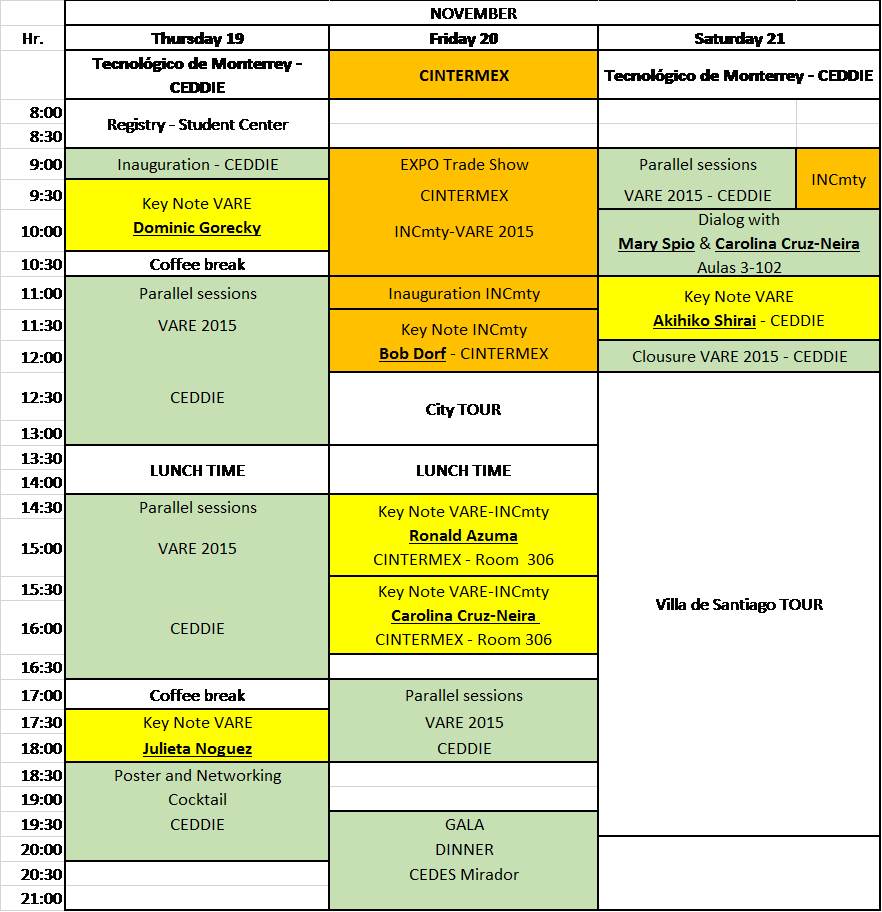 NOVEMBER
Hr. Thursday 19 Friday 20 Saturday 21
Tecnológico de Monterrey -
CEDDIE
CINTERMEX
Tecnológico de Monterrey - CEDDIE
8:00
Registry - Student Center
8:30
9:00 Inauguration - CEDDIE EXPO Trade Show Parallel sessions
INCmty
9:30 CINTERMEX VARE 2015 - CEDDIE
Key Note VARE
Dominic Gorecky
10:00 INCmty-VARE 2015
Dialog with
Mary Spio & Carolina Cruz-Neira
Aulas 3-102
10:30 Coffee break
11:00 Parallel sessions Inauguration INCmty Key Note VARE
11:30 VARE 2015 Key Note INCmty Akihiko Shirai - CEDDIE
12:00 Bob Dorf - CINTERMEX Clousure VARE 2015 - CEDDIE
12:30 CEDDIE
City TOUR
13:00
13:30
LUNCH TIME LUNCH TIME
14:00
14:30 Parallel sessions Key Note VARE-INCmty
Ronald Azuma
15:00 VARE 2015
CINTERMEX - Room 306
15:30 Key Note VARE-INCmty
Villa de Santiago TOUR
Carolina Cruz-Neira
16:00 CEDDIE
CINTERMEX - Room 306
16:30
17:00 Coffee break Parallel sessions
17:30 Key Note VARE VARE 2015
18:00 Julieta Noguez CEDDIE
18:30 Poster and Networking
19:00 Cocktail
19:30 CEDDIE GALA
20:00 DINNER
20:30 CEDES Mirador
21:00